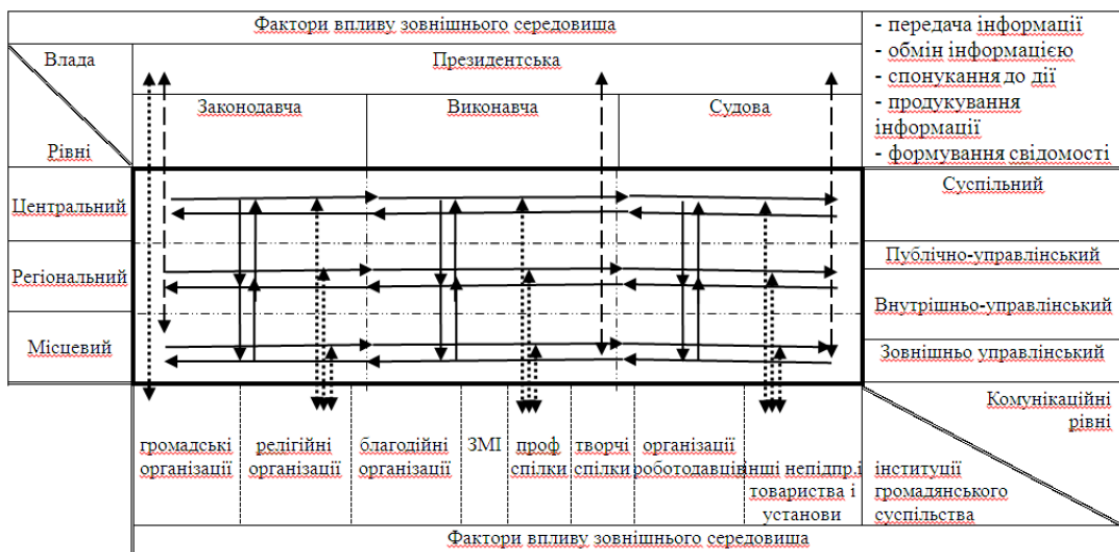 Фактори впливу зовнішнього середовища
- передача інформації
- обмін інформацією
- спонукання до дії
- продукування
інформації
- формування свідомості
Влада
Рівні
Президентська
Законодавча
Виконавча
Судова
Центральний
Регіональний
Місцевий
Суспільний
Публічно-управлінський
Внутрішньо-управлінський
Зовнішньо управлінський
Комунікаційні
рівні
громадські
організації
релігійні
організації
благодійні
організації
ЗМІ
проф
спілки
творчі
спілки
організації
роботодавців
інші непідпр.і
товариства і
установи
інституції
громадянського
суспільства
Фактори впливу зовнішнього середовища